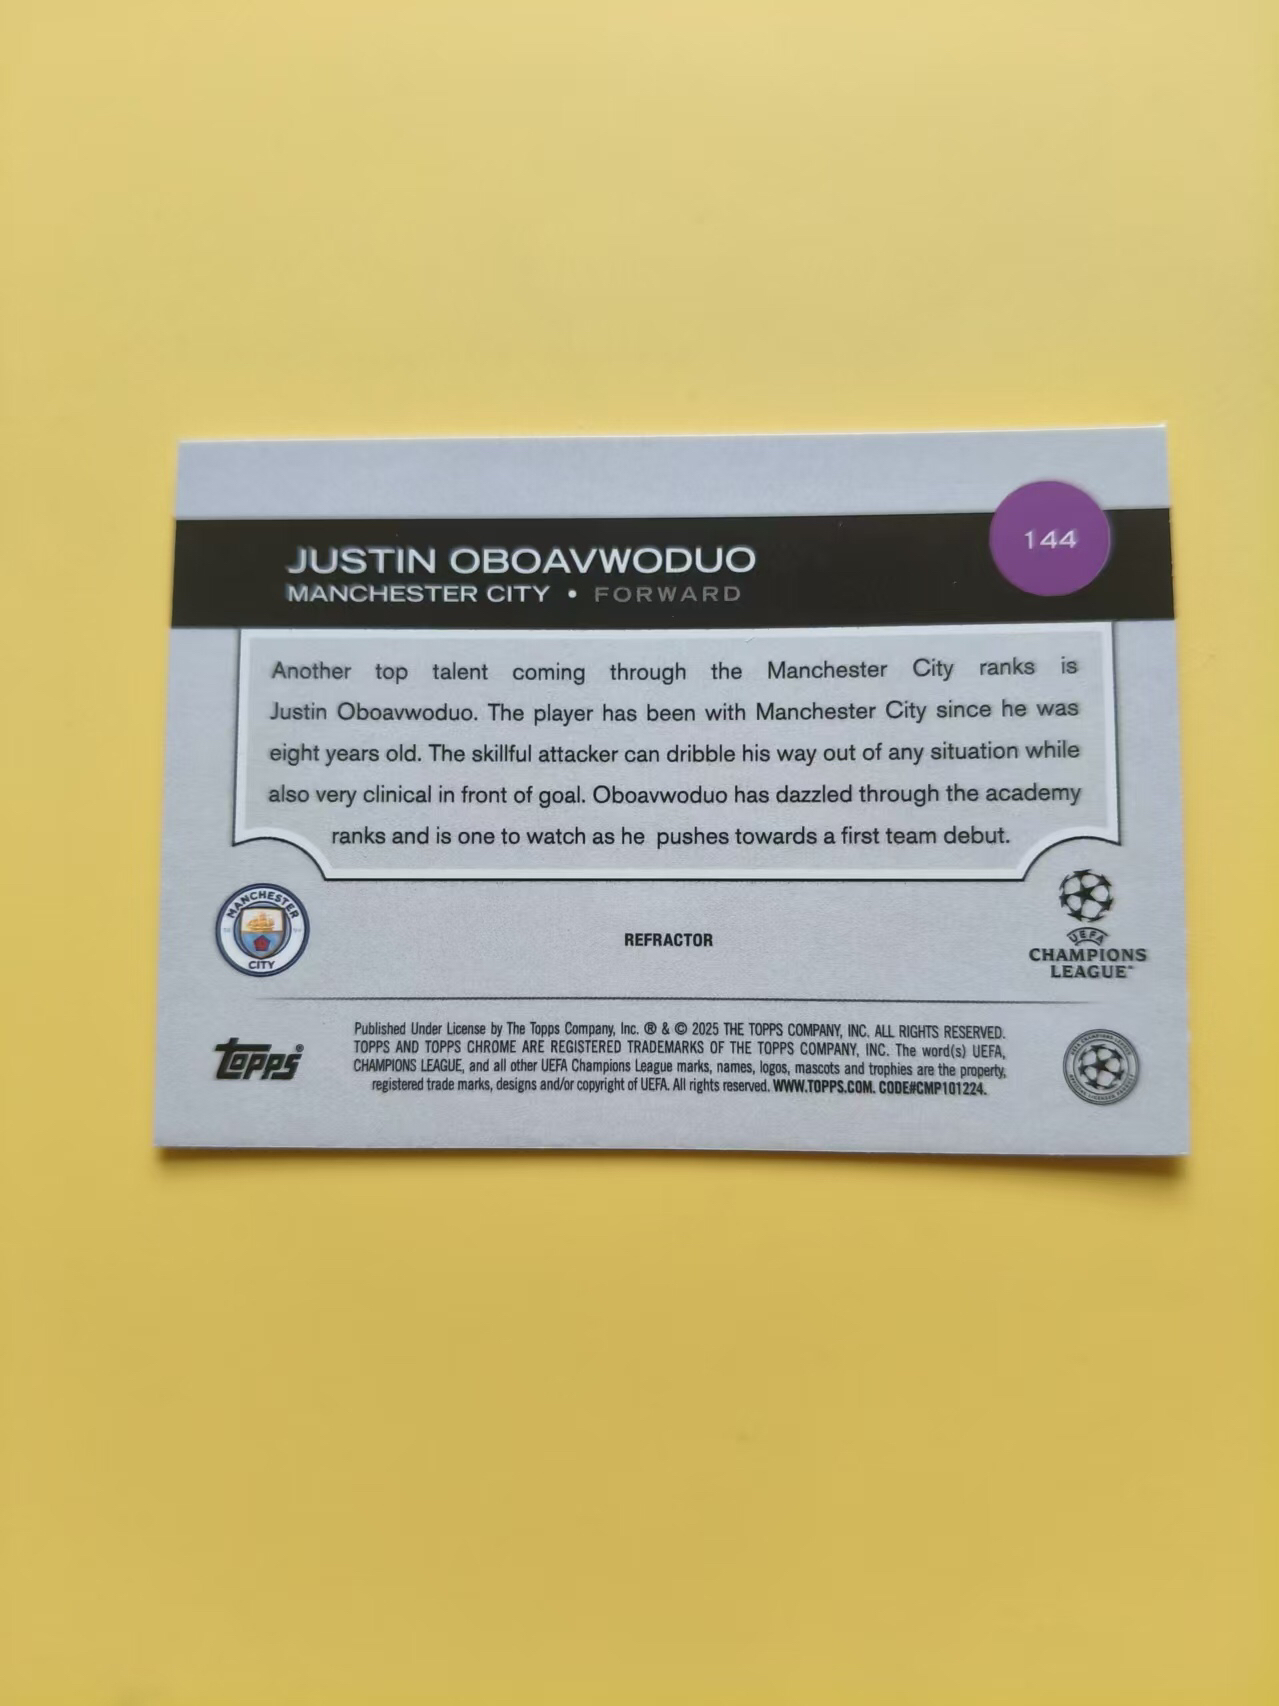 144
JUSTIN OBOAVWODUO
MANCHESTER CITY • FORWARD
Another top talent coming through the Manchester City ranks is
Justin Oboavwoduo. The player has been with Manchester City since he was
eight years old. The skillful attacker can dribble his way out of any situation while
also very clinical in front of goal. Oboavwoduo has dazzled through the academy
ranks and is one to watch as he pushes towards a first team debut.
MANCHESTER
CITY
REFRACTOR
UEFA
CHAMPIONS
LEAGUE
topps®
Published Under License by The Topps Company, Inc. ® & © 2025 THE TOPPS COMPANY, INC. ALL RIGHTS RESERVED.
TOPPS AND TOPPS CHROME ARE REGISTERED TRADEMARKS OF THE TOPPS COMPANY, INC. The word(s) UEFA,
CHAMPIONS LEAGUE, and all other UEFA Champions League marks, names, logos, mascots and trophies are the property,
registered trade marks, designs and/or copyright of UEFA. All rights reserved. WWW.TOPPS.COM. CODE#CMP101224.